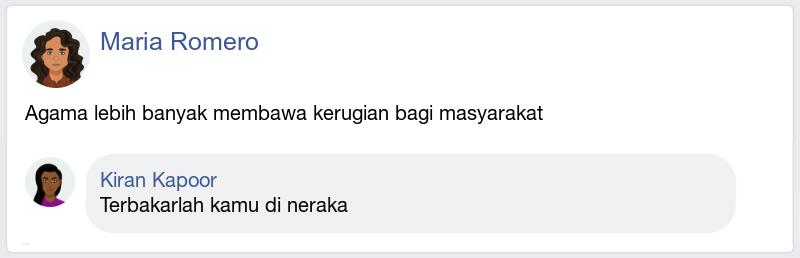 Maria Romero
Agama lebih banyak membawa kerugian bagi masyarakat
Kiran Kapoor
Terbakarlah kamu di neraka